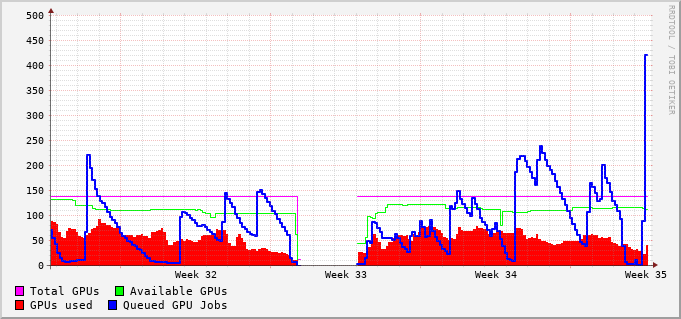 500
450
400
350
300
250
200
150
100
50
0
Week 32 Week 33 Week 34 Week 35
Total GPUs Available GPUs
GPUs used Queued GPU Jobs
RRDTOOL / TOBI OETIKER